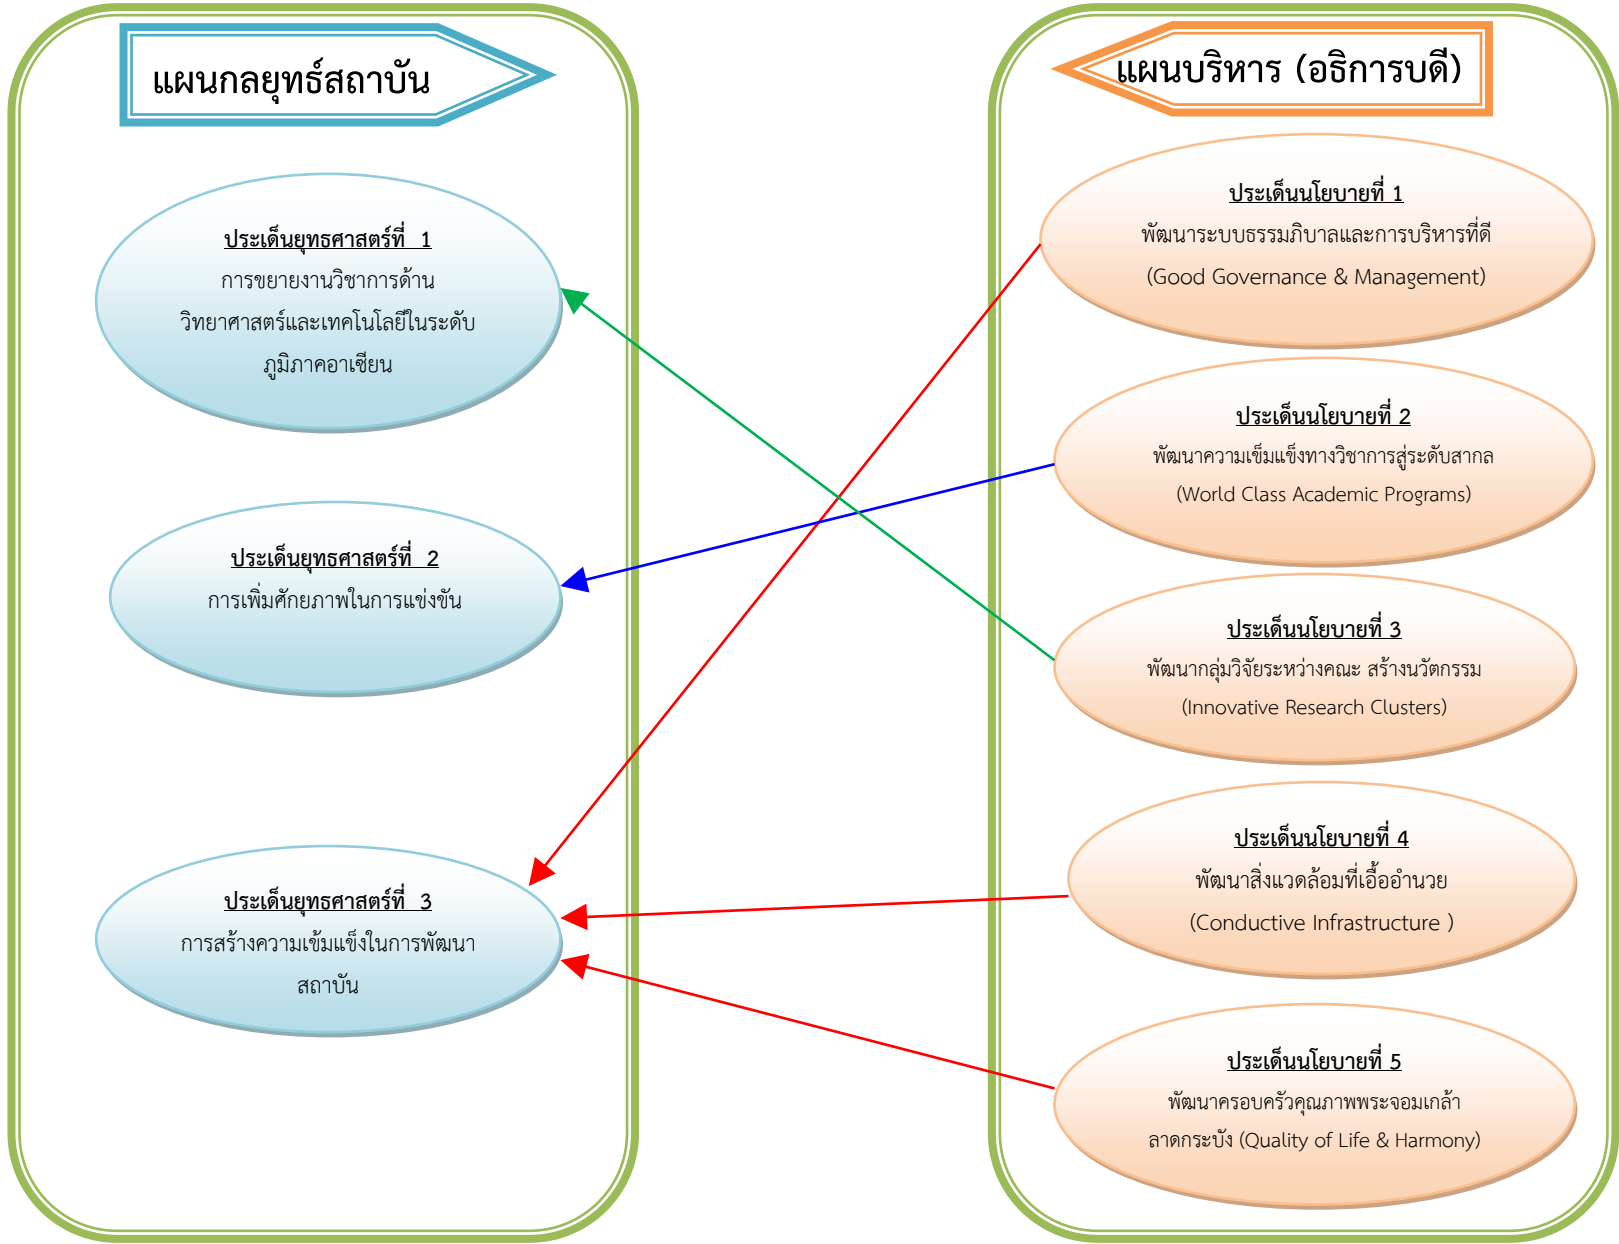 แผนกลยุทธ์สถาบัน
ประเด็นยุทธศาสตร์ที่ 1
การขยายงานวิชาการด้าน
วิทยาศาสตร์และเทคโนโลยีในระดับ
ภูมิภาคอาเซียน
ประเด็นยุทธศาสตร์ที่ 2
การเพิ่มศักยภาพในการแข่งขัน
ประเด็นยุทธศาสตร์ที่ 3
การสร้างความเข้มแข็งในการพัฒนา
สถาบัน
แผนบริหาร (อธิการบดี)
ประเด็นนโยบายที่ 1
พัฒนาระบบธรรมภิบาลและการบริหารที่ดี
(Good Governance & Management)
ประเด็นนโยบายที่ 2
พัฒนาความเข็มแข็งทางวิชาการสู่ระดับสากล
(World Class Academic Programs)
ประเด็นนโยบายที่ 3
พัฒนากลุ่มวิจัยระหว่างคณะ สร้างนวัตกรรม
(Innovative Research Clusters)
ประเด็นนโยบายที่ 4
พัฒนาสิ่งแวดล้อมที่เอื้ออำนวย
(Conductive Infrastructure )
ประเด็นนโยบายที่ 5
พัฒนาครอบครัวคุณภาพพระจอมเกล้า
ลาดกระบัง (Quality of Life & Harmony)